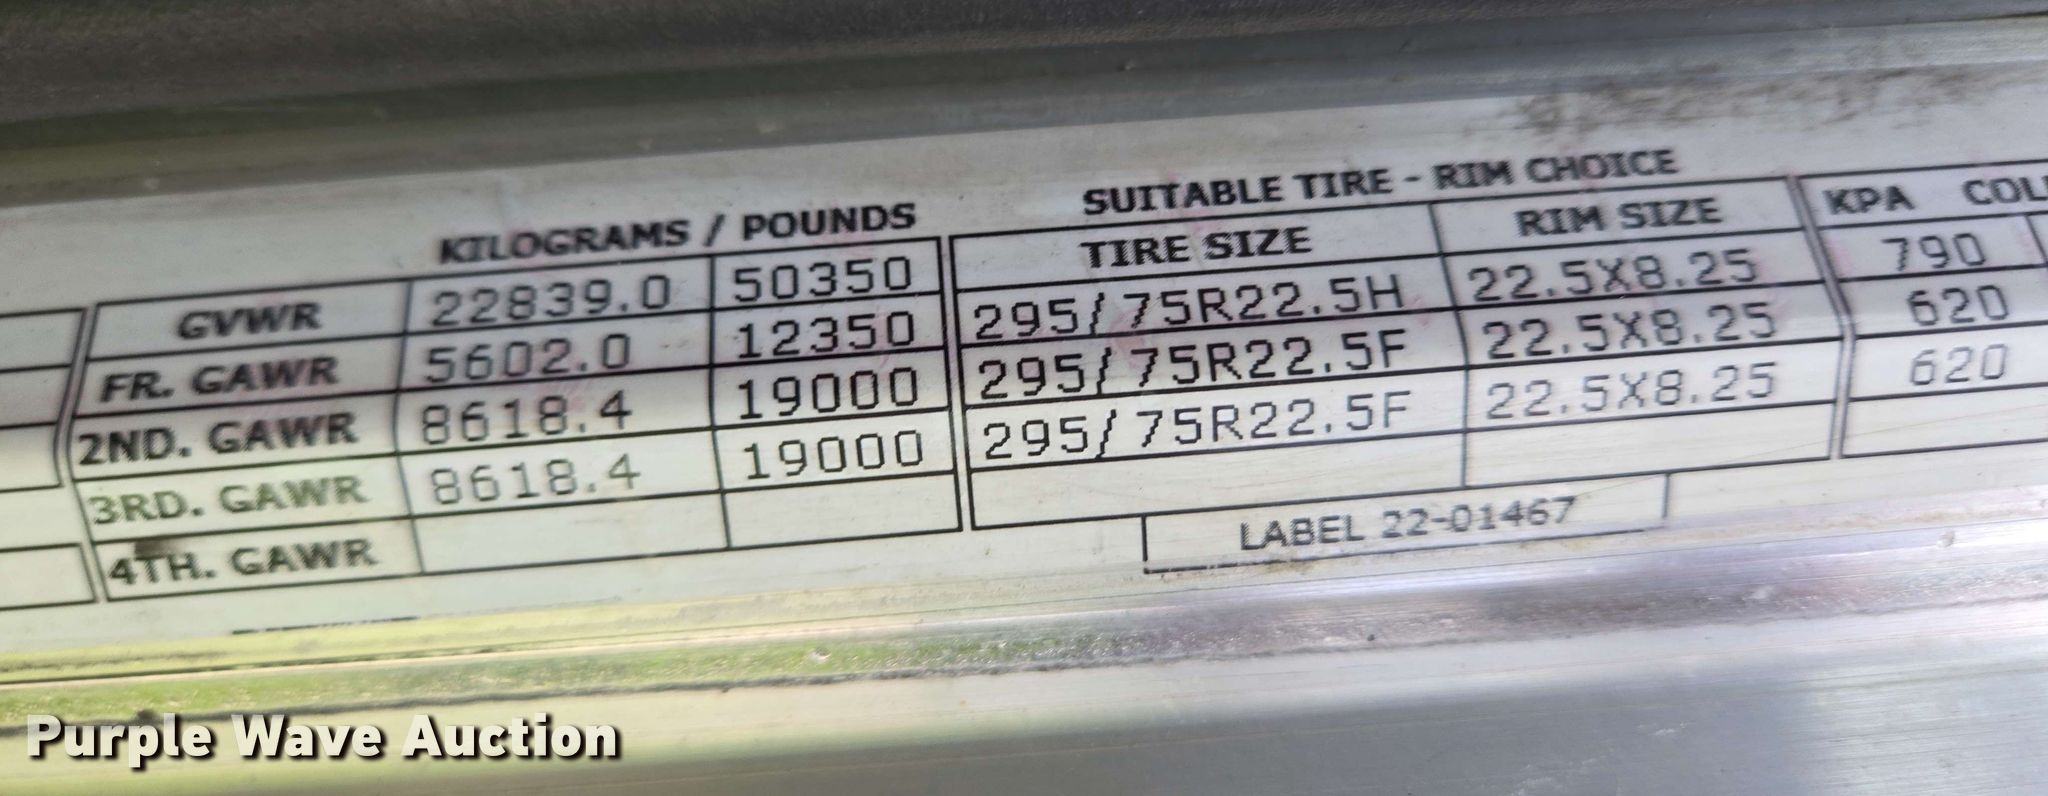 KILOGRAMS / POUNDS SUITABLE TIRE - RIM CHOICE
TIRE SIZE RIM SIZE KPA
GVWR 22839.0 50350
FR. GAWR 5602.0 12350 295/75R22.5H 22.5X8.25 790
2ND. GAWR 8618.4 19000 295/75R22.5F 22.5X8.25 620
3RD. GAWR 8618.4 19000 295/75R22.5F 22.5X8.25 620
4TH. GAWR
LABEL 22-01467
Purple Wave Auction